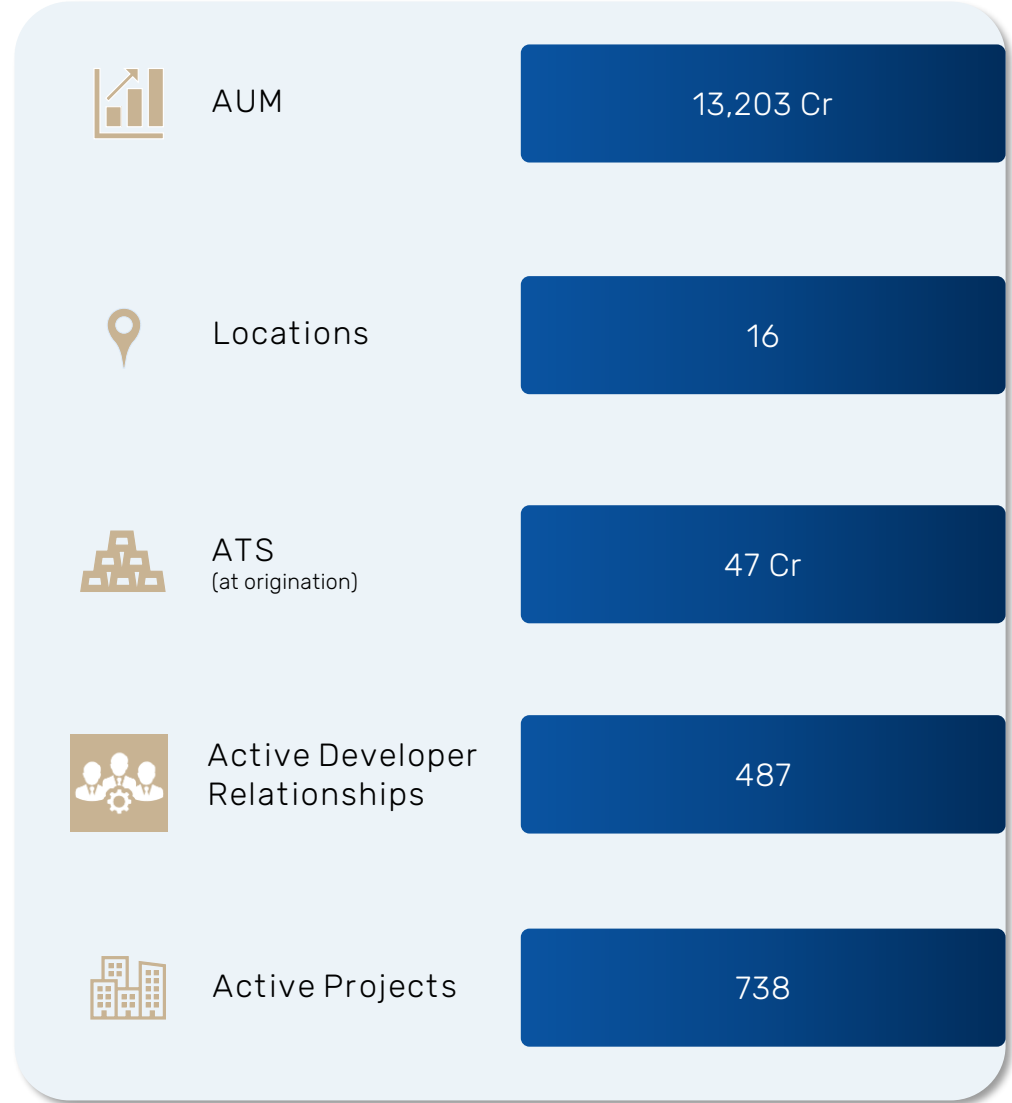 AUM
13,203 Cr
Locations
16
ATS
(at origination)
47 Cr
Active Developer
Relationships
487
Active Projects
738